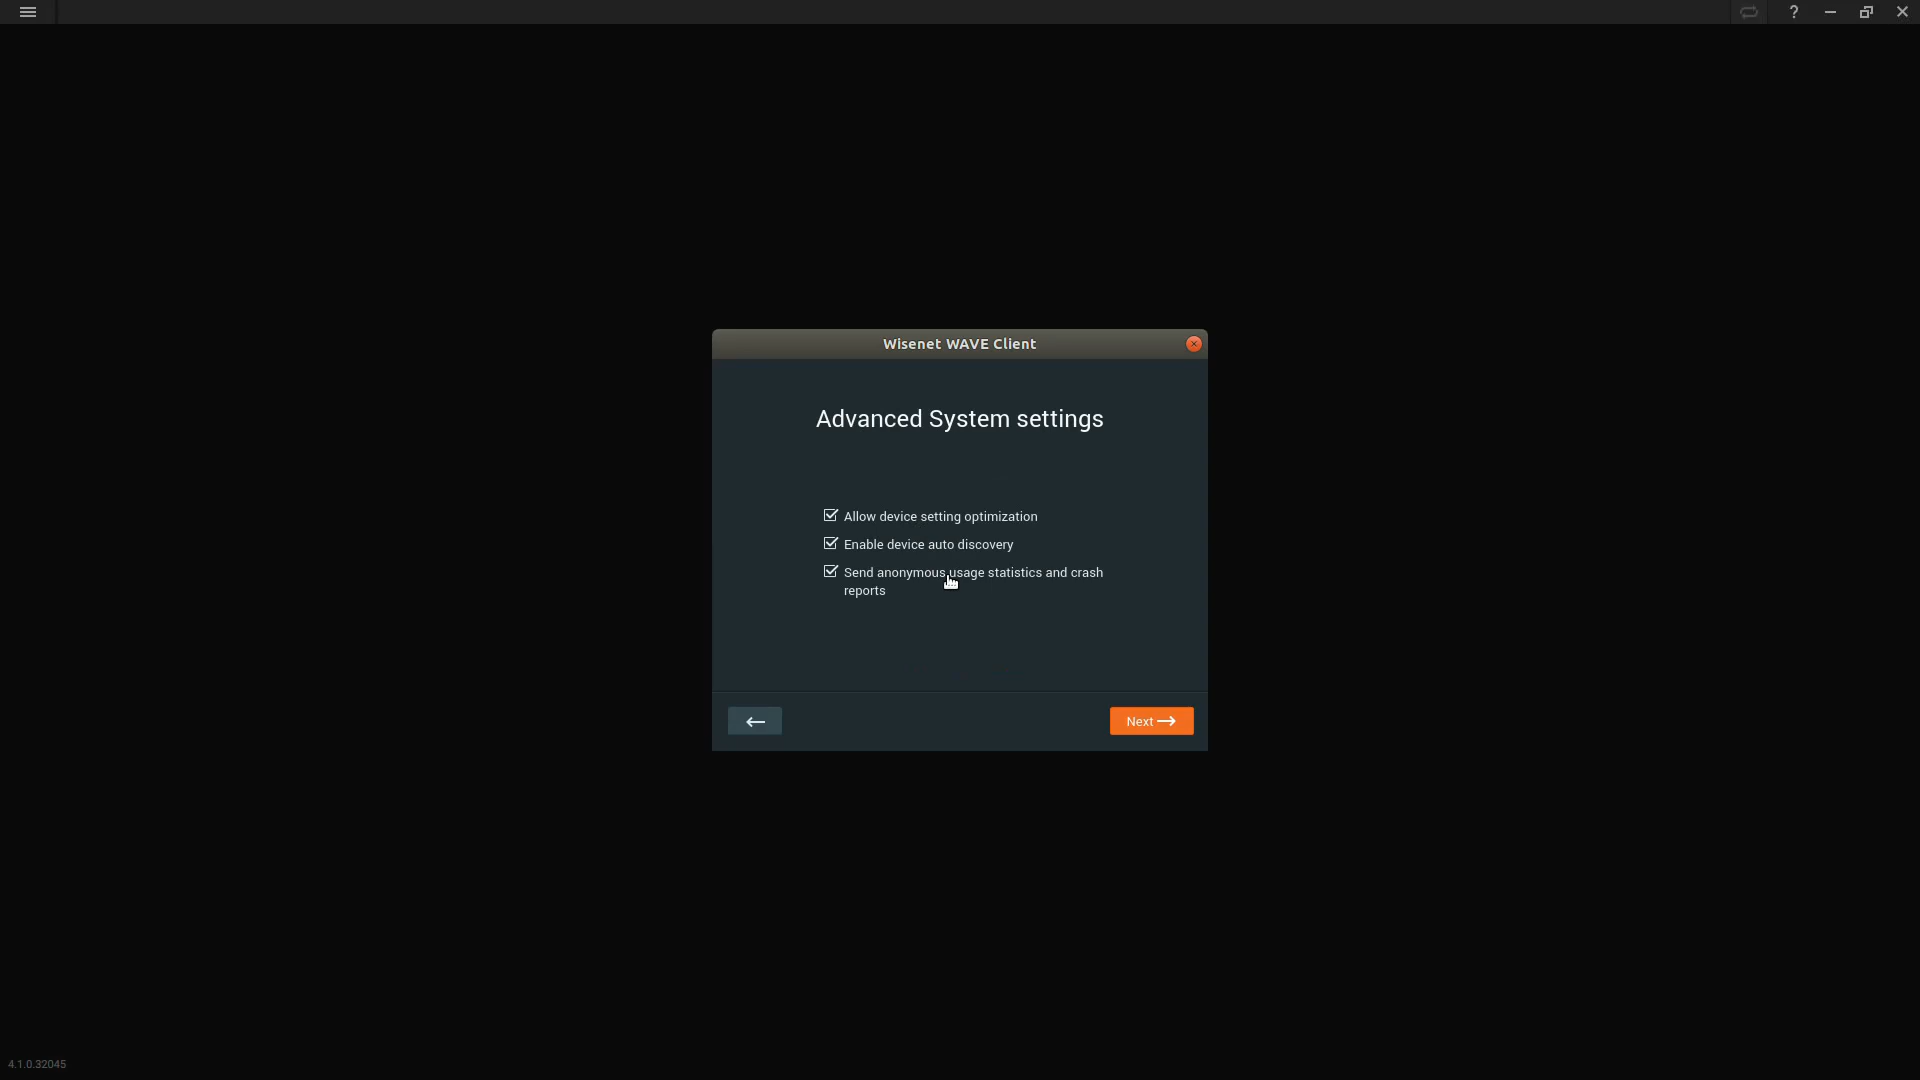 ?
Wisenet WAVE Client
Advanced System settings
Allow device setting optimization
Enable device auto discovery
Send anonymous usage statistics and crash
reports
Next
4.1.0.32045